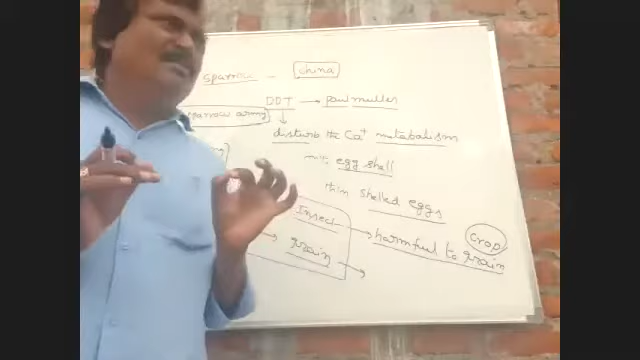 sparrow - china
DDT → paul muller
sparrow army
disturb the Ca+ metabalism
egg shell
thin shelled eggs
Insect → harmful to grain
crop
→ grain →